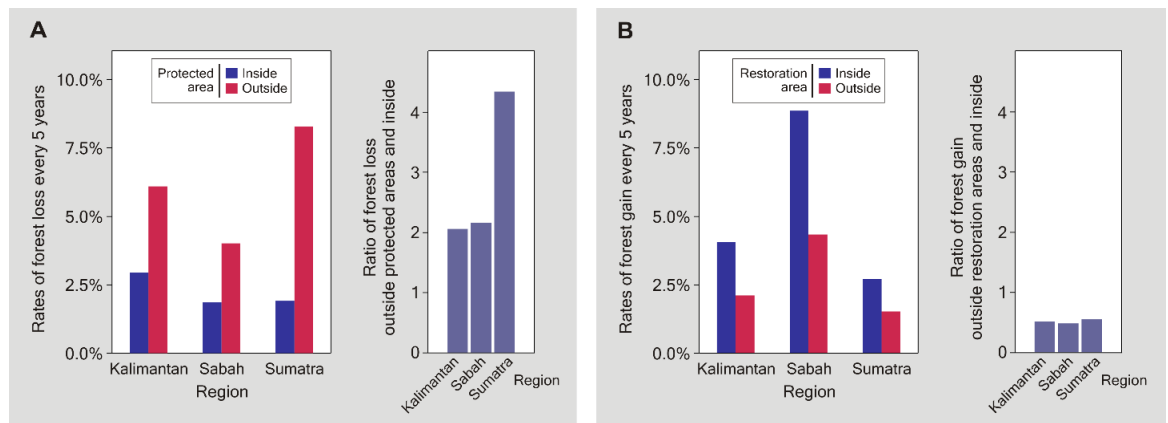 A
Rates of forest loss every 5 years
10.0%
7.5%
5.0%
2.5%
0.0%
Protected
area
Inside
Outside
Kalimantan
Sabah
Sumatra
Region
Ratio of forest loss
outside protected areas and inside
4
3
2
1
0
Kalimantan
Sabah
Sumatra
Region
B
Rates of forest gain every 5 years
10.0%
7.5%
5.0%
2.5%
0.0%
Restoration
area
Inside
Outside
Kalimantan
Sabah
Sumatra
Region
Ratio of forest gain
outside restoration areas and inside
4
3
2
1
0
Kalimantan
Sabah
Sumatra
Region